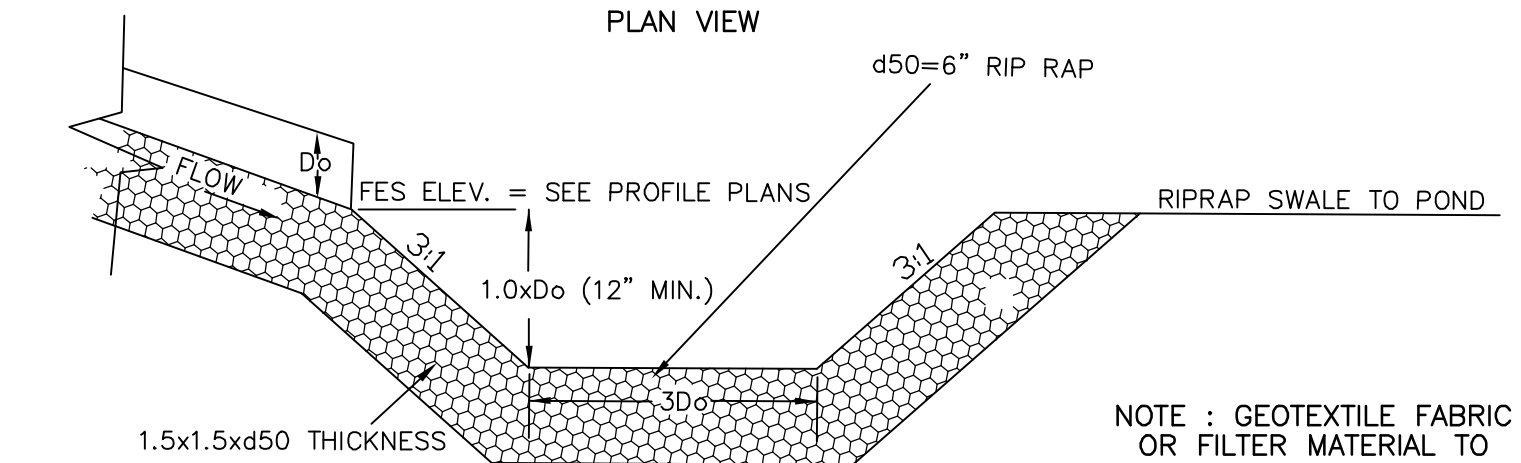 PLAN VIEW
d50=6" RIP RAP
Do
FLOW
FES ELEV. = SEE PROFILE PLANS
RIPRAP SWALE TO POND
3:1
3:1
1.0xDo (12" MIN.)
3Do
1.5x1.5xd50 THICKNESS
NOTE : GEOTEXTILE FABRIC
OR FILTER MATERIAL TO